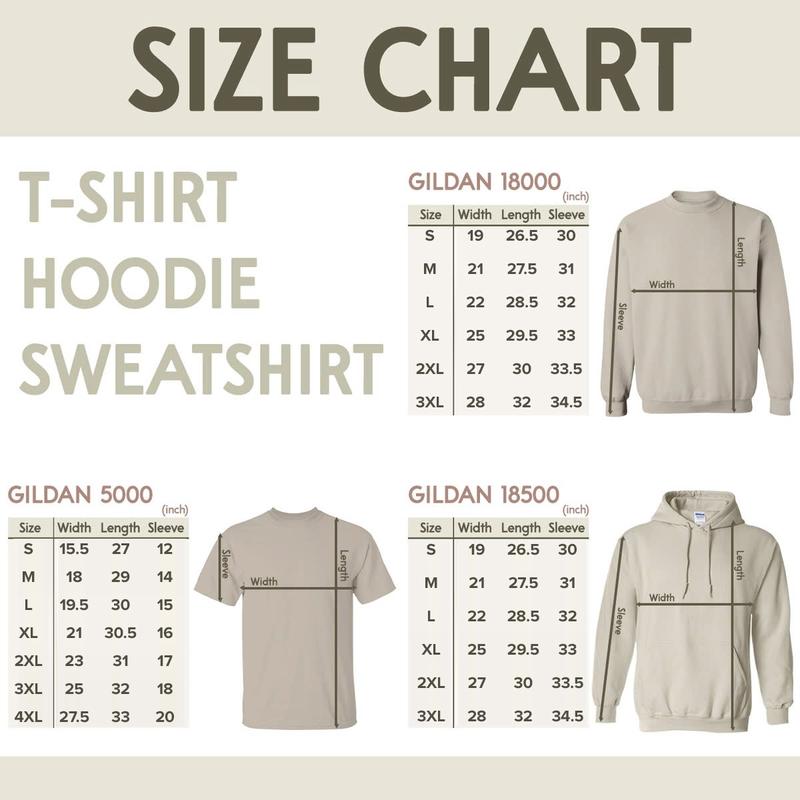 SIZE CHART
T-SHIRT
HOODIE
SWEATSHIRT
GILDAN 18000
(inch)
Size Width Length Sleeve
S 19 26.5 30
M 21 27.5 31
L 22 28.5 32
XL 25 29.5 33
2XL 27 30 33.5
3XL 28 32 34.5
Length
Width
Sleeve
GILDAN 5000
(inch)
Size Width Length Sleeve
S 15.5 27 12
M 18 29 14
L 19.5 30 15
XL 21 30.5 16
2XL 23 31 17
3XL 25 32 18
4XL 27.5 33 20
Sleeve
Length
Width
GILDAN 18500
(inch)
Size Width Length Sleeve
S 19 26.5 30
M 21 27.5 31
L 22 28.5 32
XL 25 29.5 33
2XL 27 30 33.5
3XL 28 32 34.5
Length
Width
Sleeve